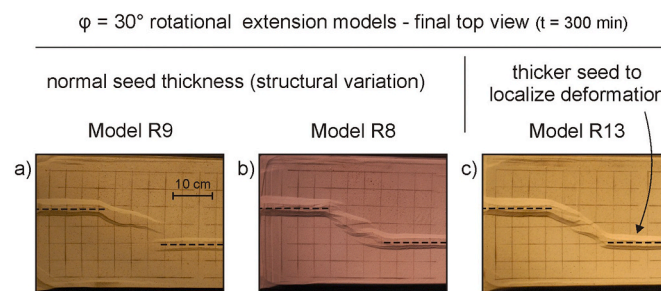 φ = 30° rotational extension models - final top view (t = 300 min)
normal seed thickness (structural variation)
thicker seed to
localize deformation
Model R9
Model R8
Model R13
a)
b)
c)
10 cm